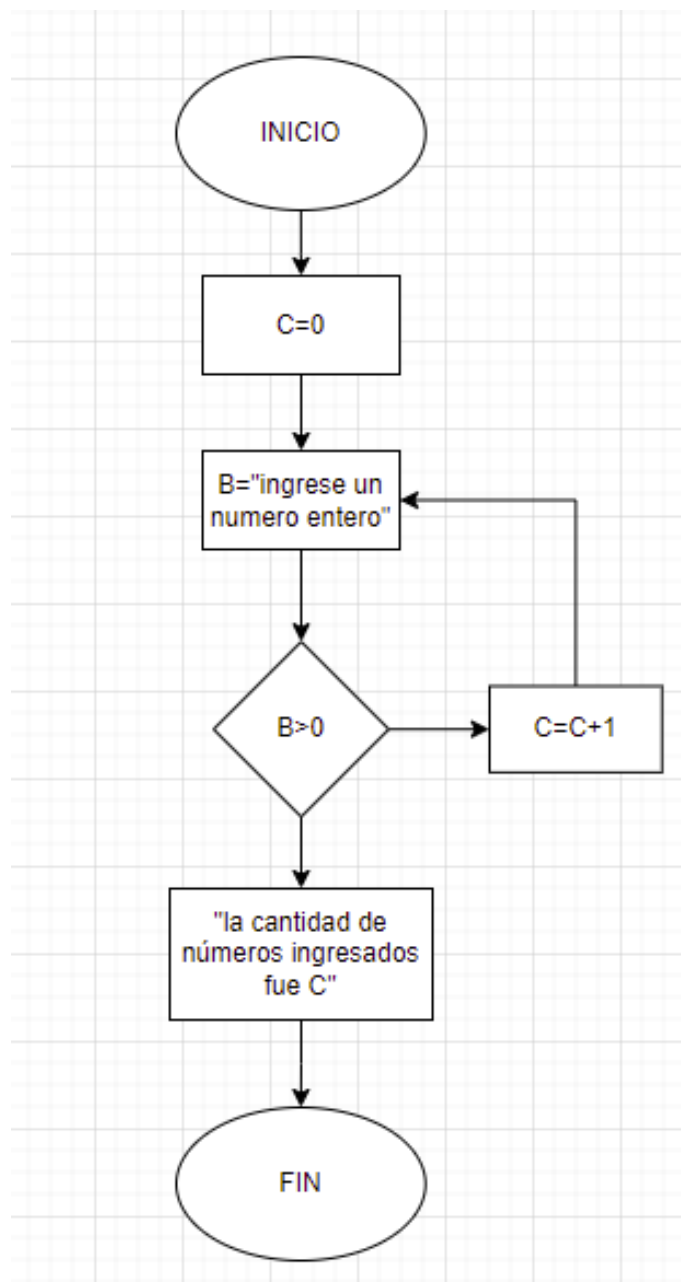 INICIO
C=0
B="ingrese un
numero entero"
B>0
C=C+1
"la cantidad de
números ingresados
fue C"
FIN